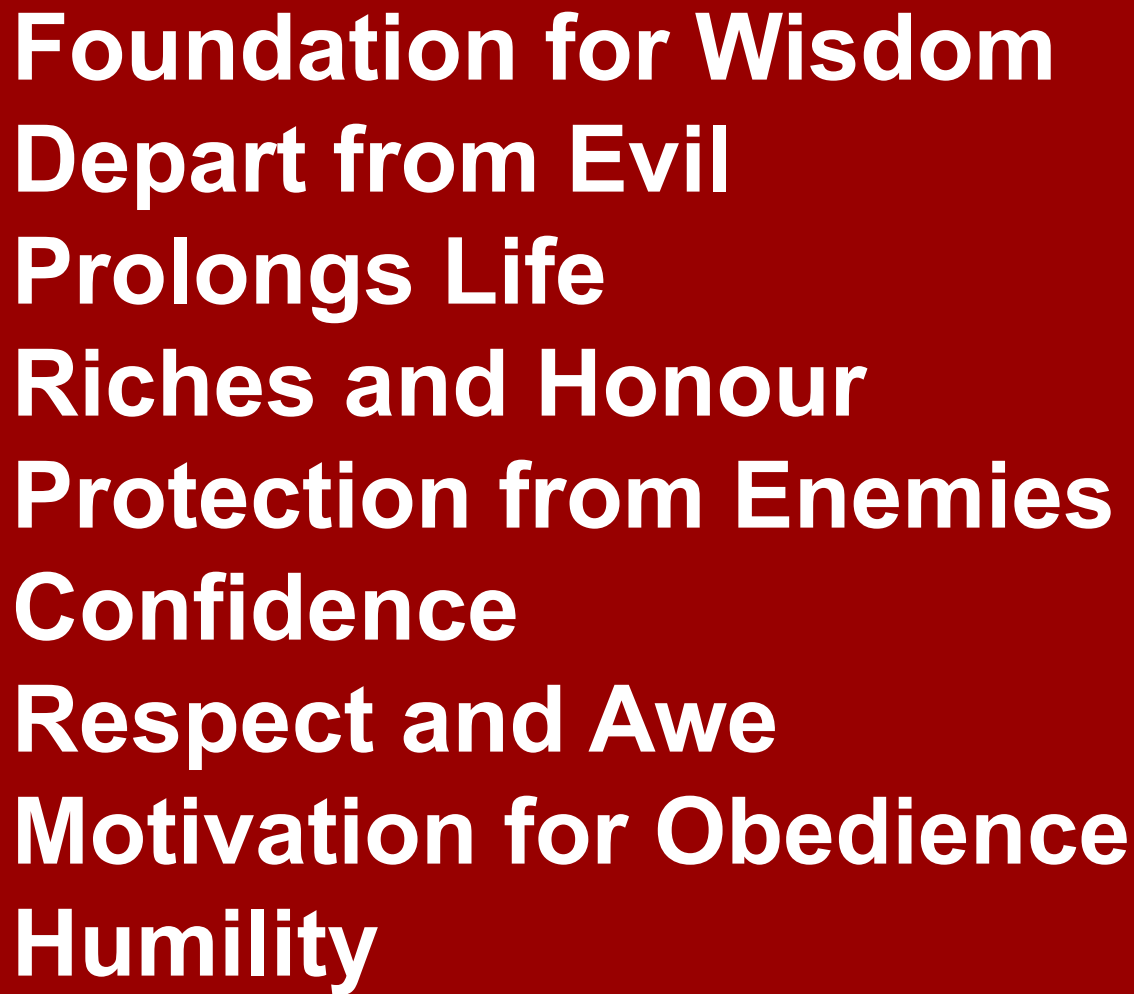 Foundation for Wisdom
Depart from Evil
Prolongs Life
Riches and Honour
Protection from Enemies
Confidence
Respect and Awe
Motivation for Obedience
Humility